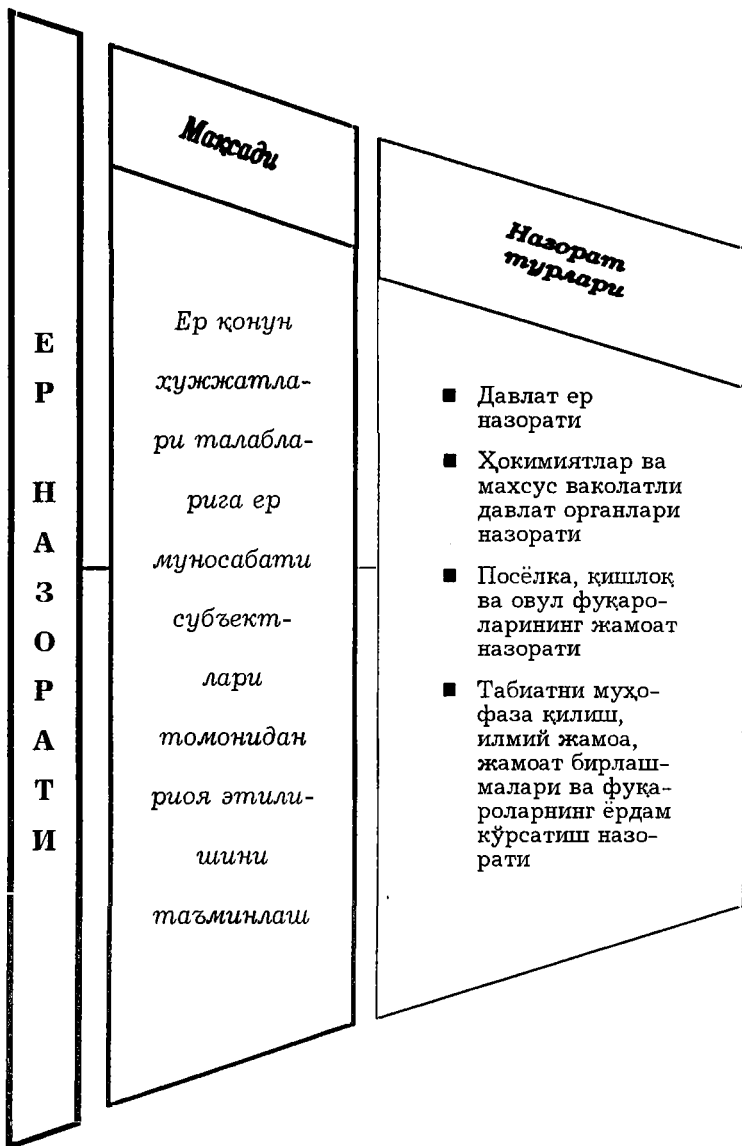 ЕР НАЗОРАТИ
Мақсади
Ер қонун
ҳужжатла-
ри талабла-
рига ер
муносабати
субъект-
лари
томонидан
риоя этили-
шини
таъминлаш
Назорат
турлари
■ Давлат ер
назорати
■ Ҳокимиятлар ва
махсус ваколатли
давлат органлари
назорати
■ Посёлка, қишлоқ
ва овул фуқаро-
ларининг жамоат
назорати
■ Табиатни муҳо-
фаза қилиш,
илмий жамоа,
жамоат бирлаш-
малари ва фуқа-
роларнинг ёрдам
кўрсатиш назо-
рати